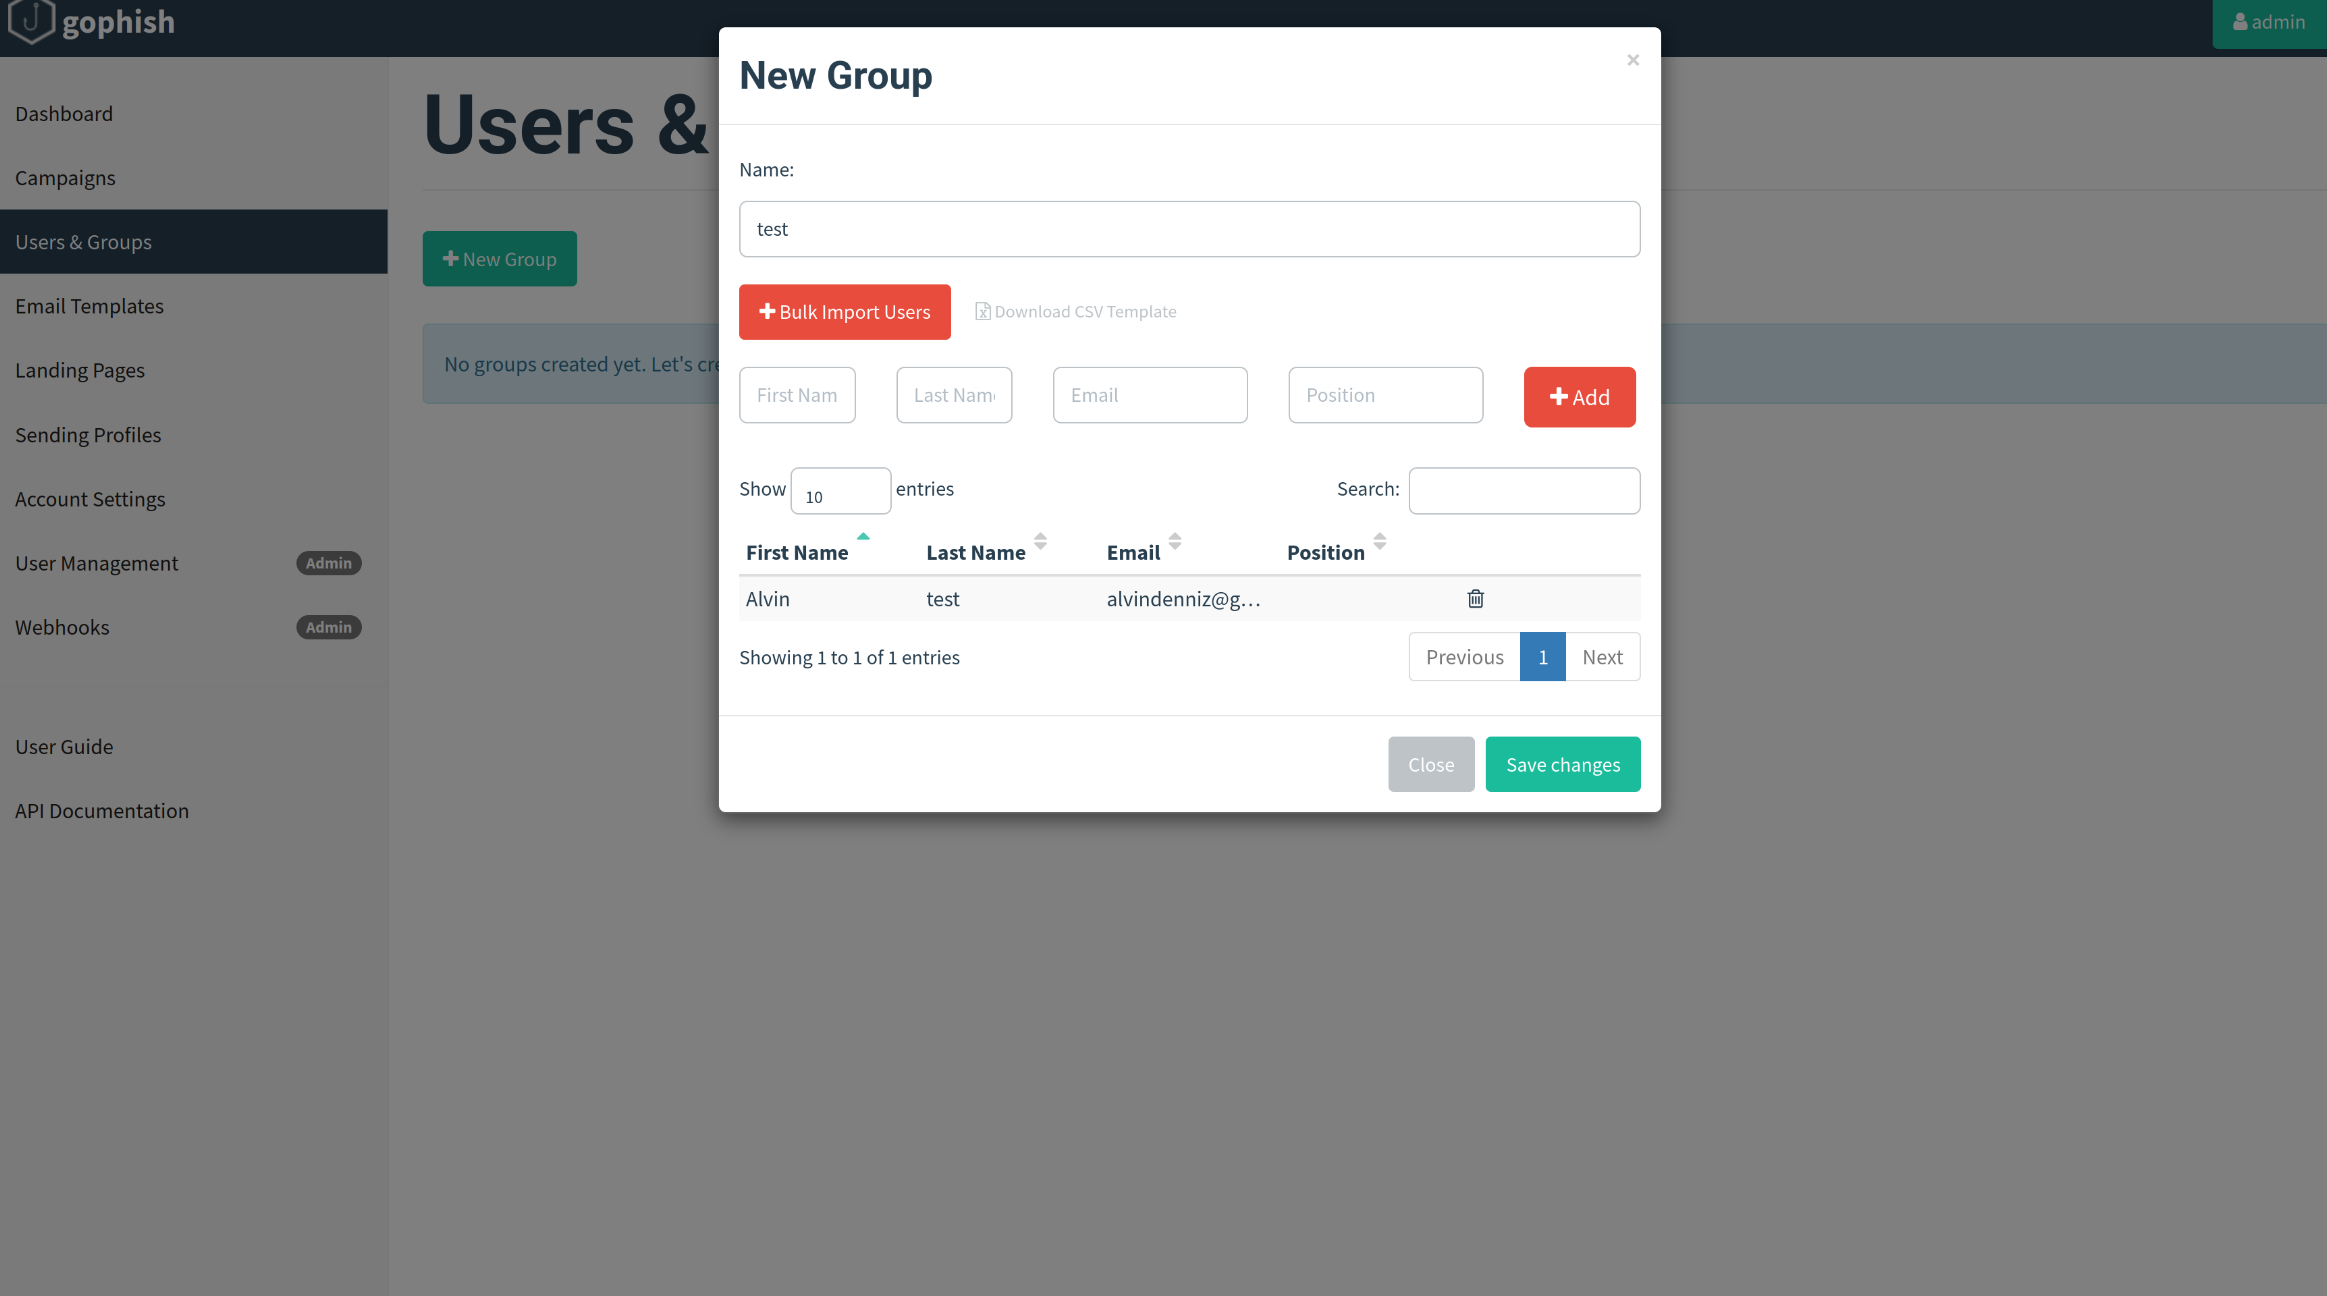 gophish
admin
Dashboard
Campaigns
Users & Groups
Email Templates
Landing Pages
Sending Profiles
Account Settings
User Management Admin
Webhooks Admin
User Guide
API Documentation
Users &
New Group
No groups created yet. Let's cre
New Group
×
Name:
test
Bulk Import Users
Download CSV Template
First Nam
Last Nam
Email
Position
Add
Show 10 entries
Search:
First Name Last Name Email Position
Alvin test alvindenniz@g...
Showing 1 to 1 of 1 entries
Previous 1 Next
Close
Save changes